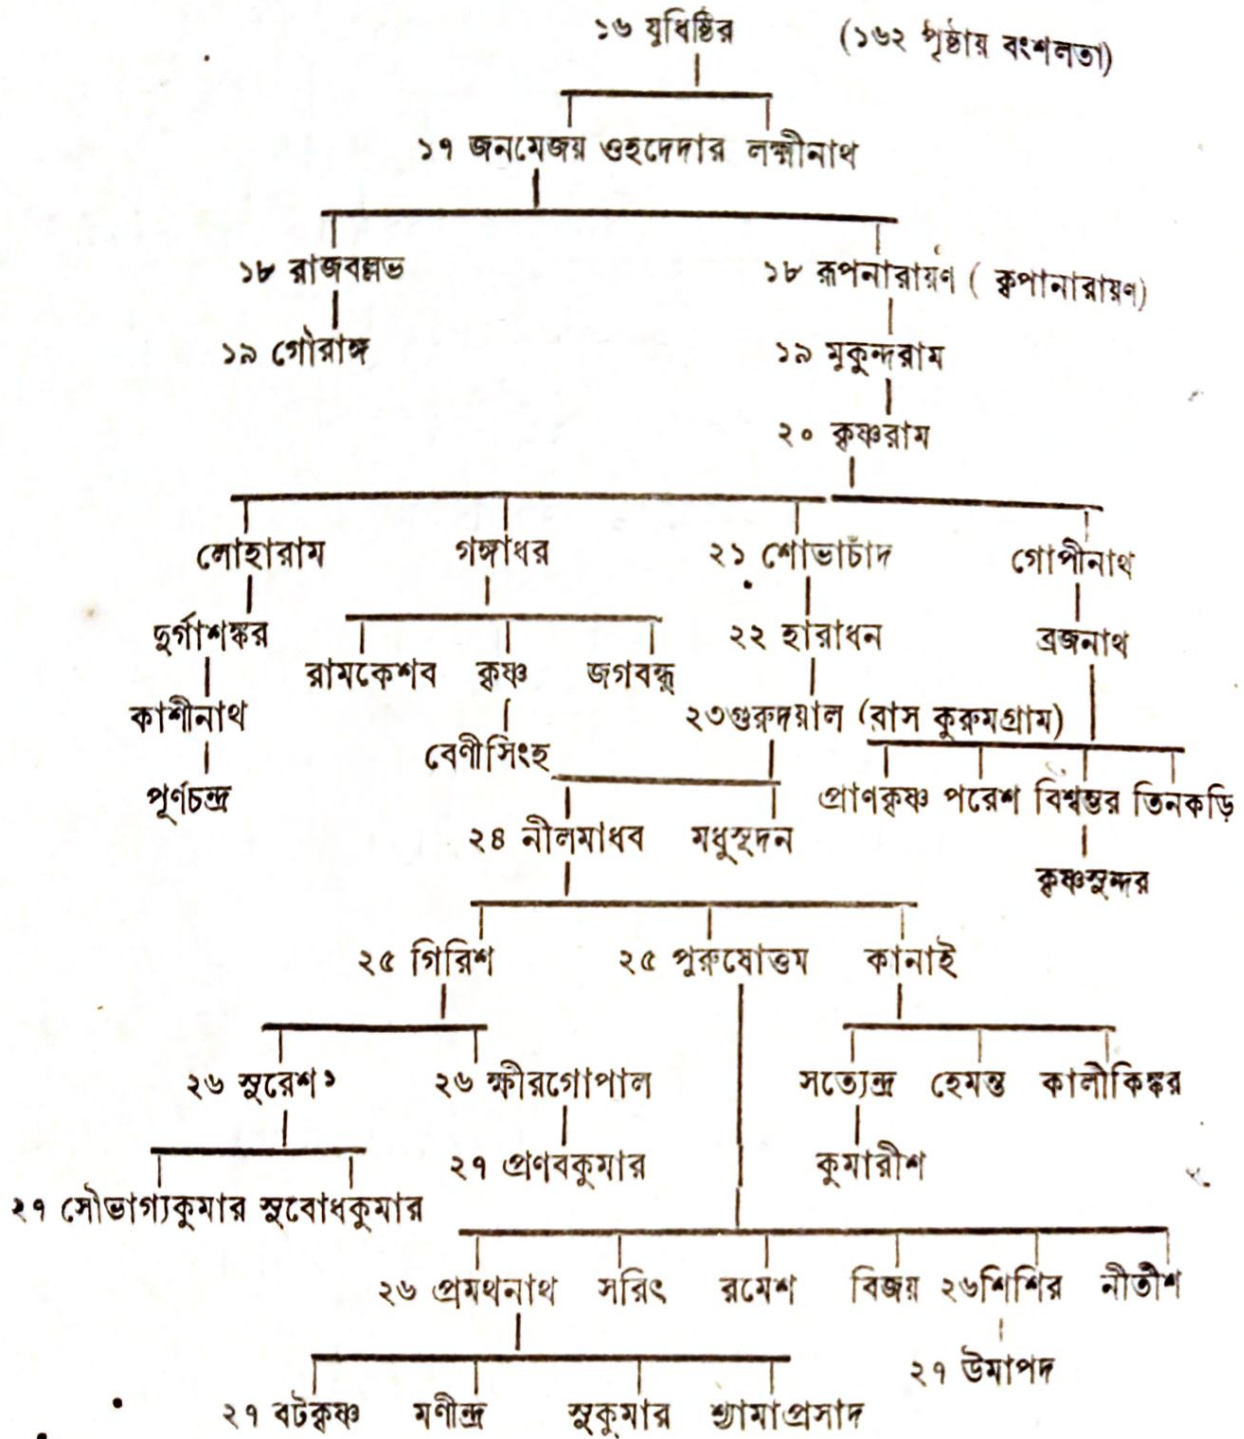 ১৬ যুধিষ্ঠির (১৬২ পৃষ্ঠায় বংশলতা)
১৭ জনমেজয় ওহদেদার লক্ষ্মীনাথ
১৮ রাজবল্লভ ১৮ রূপনারায়ণ ( কৃপানারায়ণ)
১৯ গৌরাঙ্গ ১৯ মুকুন্দরাম
২০ কৃষ্ণরাম
লোহারাম গঙ্গাধর ২১ শোভাচাঁদ গোপীনাথ
দুর্গাশঙ্কর ২২ হারাধন ব্রজনাথ
রামকেশব কৃষ্ণ জগবন্ধু
কাশীনাথ ২৩গুরুদয়াল (রাস কুরুমগ্রাম)
বেণীসিংহ
পূর্ণচন্দ্র প্রাণকৃষ্ণ পরেশ বিশ্বম্ভর তিনকড়ি
২৪ নীলমাধব মধুসূদন
কৃষ্ণসুন্দর
২৫ গিরিশ ২৫ পুরুষোত্তম কানাই
২৬ সুরেশ১ ২৬ ক্ষীরগোপাল সত্যেন্দ্র হেমন্ত কালীকিঙ্কর
২৭ প্রণবকুমার কুমারীশ
২৭ সৌভাগ্যকুমার সুবোধকুমার
২৬ প্রমথনাথ সরিৎ রমেশ বিজয় ২৬শিশির নীতীশ
২৭ উমাপদ
২৭ বটকৃষ্ণ মণীন্দ্র সুকুমার শ্যামাপ্রসাদ